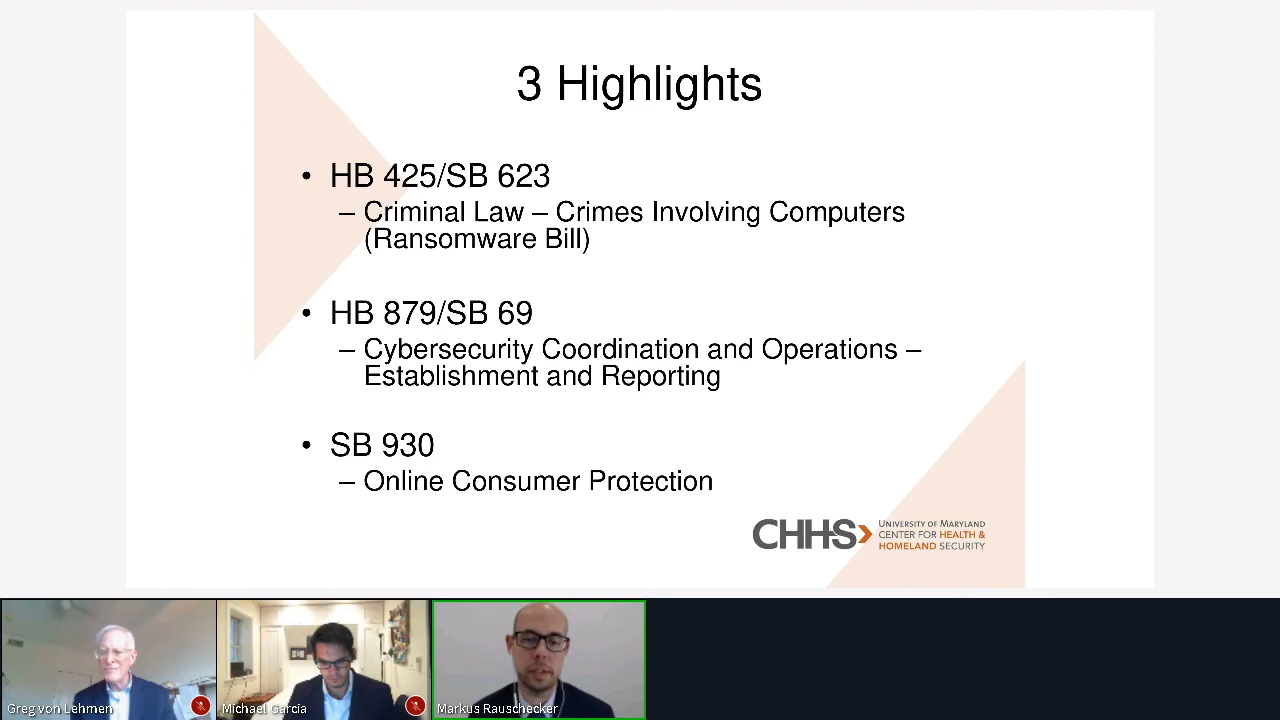 3 Highlights
• HB 425/SB 623
– Criminal Law – Crimes Involving Computers
(Ransomware Bill)
• HB 879/SB 69
– Cybersecurity Coordination and Operations –
Establishment and Reporting
• SB 930
– Online Consumer Protection
CHHS
UNIVERSITY OF MARYLAND
CENTER FOR HEALTH &
HOMELAND SECURITY
Greg von Lehmen
Michael Garcia
Markus Rauschecker